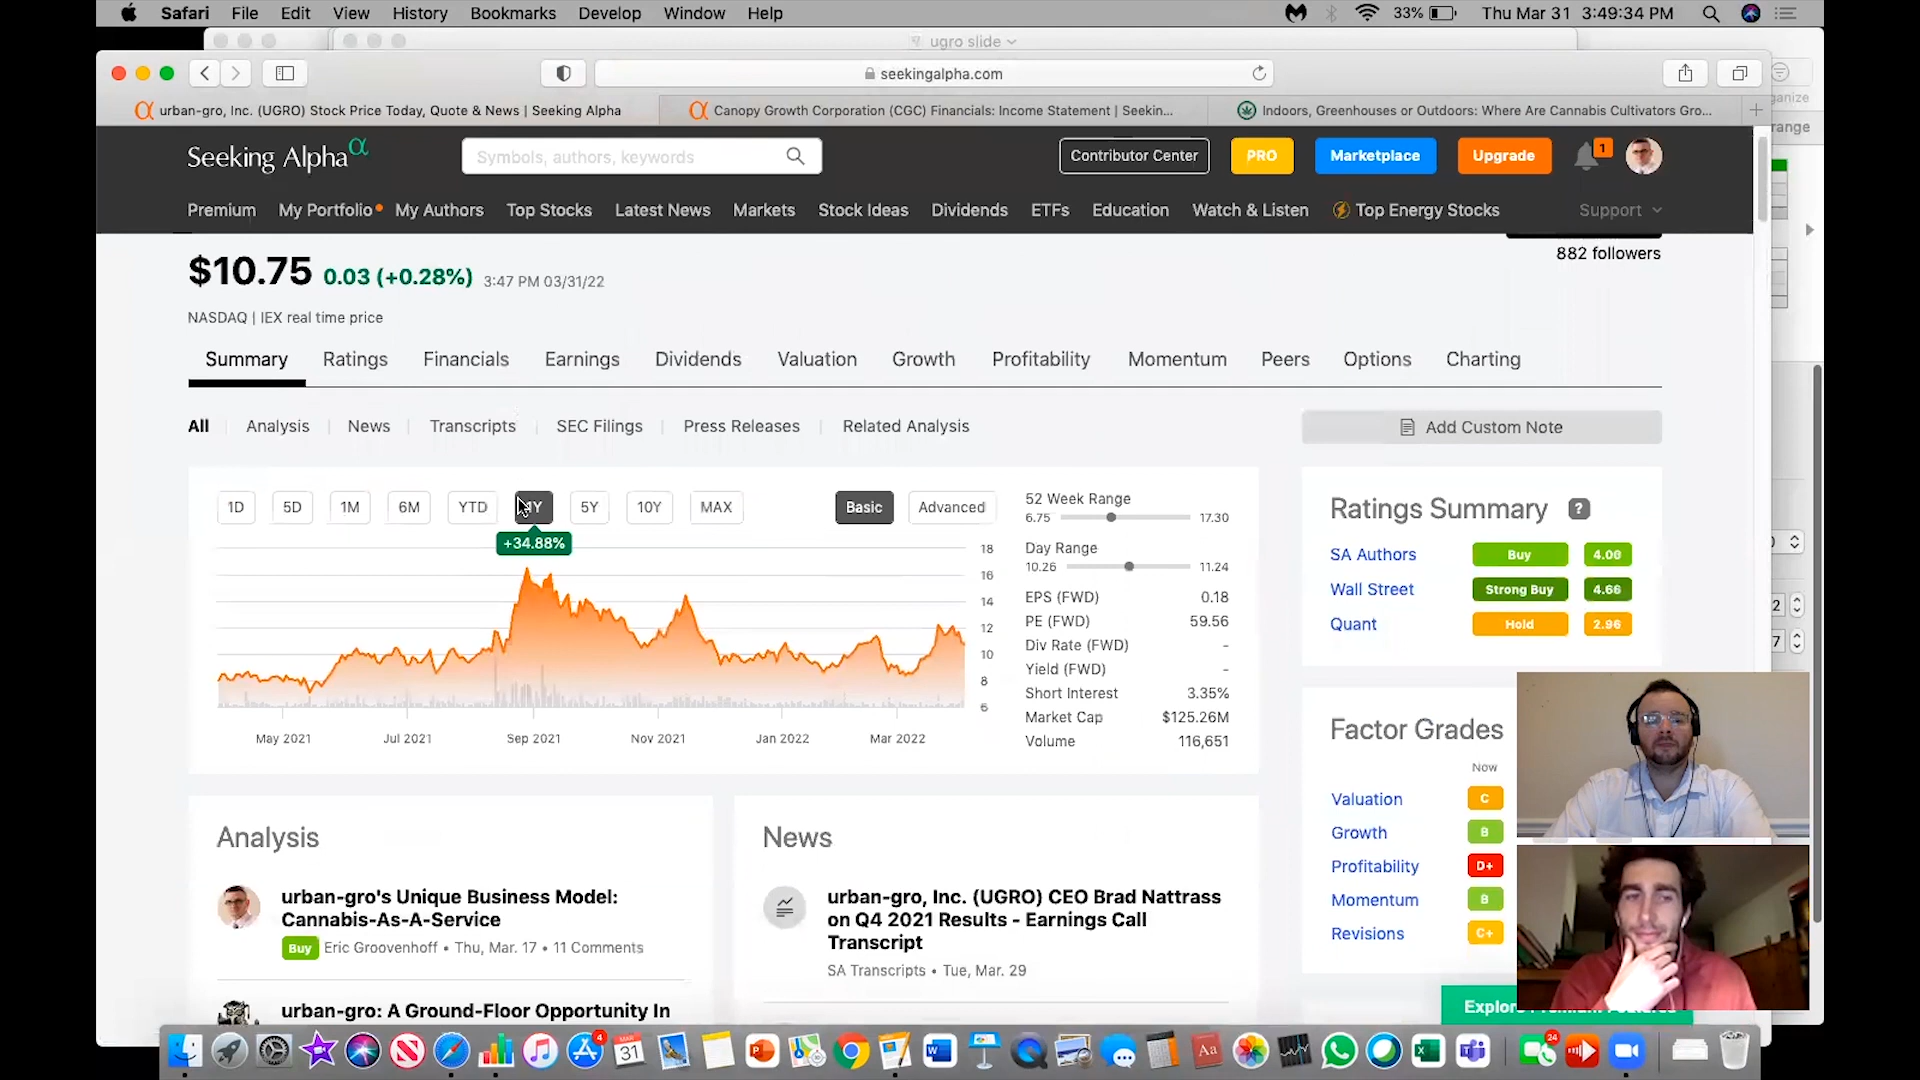 Safari File Edit View History Bookmarks Develop Window Help 33% Thu Mar 31 3:49:34 PM
ugro slide
seekingalpha.com
urban-gro, Inc. (UGRO) Stock Price Today, Quote & News | Seeking Alpha
Canopy Growth Corporation (CGC) Financials: Income Statement | Seekin...
Indoors, Greenhouses or Outdoors: Where Are Cannabis Cultivators Gro...
Seeking Alpha α
Symbols, authors, keywords
Contributor Center PRO Marketplace Upgrade 1
Premium My Portfolio My Authors Top Stocks Latest News Markets Stock Ideas Dividends ETFs Education Watch & Listen Top Energy Stocks Support
$10.75 0.03 (+0.28%) 3:47 PM 03/31/22
882 followers
NASDAQ | IEX real time price
Summary Ratings Financials Earnings Dividends Valuation Growth Profitability Momentum Peers Options Charting
All Analysis News Transcripts SEC Filings Press Releases Related Analysis
Add Custom Note
1D 5D 1M 6M YTD 1Y 5Y 10Y MAX Basic Advanced
+34.88%
18
16
14
12
10
8
6
May 2021 Jul 2021 Sep 2021 Nov 2021 Jan 2022 Mar 2022
52 Week Range
6.75 17.30
Day Range
10.26 11.24
EPS (FWD) 0.18
PE (FWD) 59.56
Div Rate (FWD) -
Yield (FWD) -
Short Interest 3.35%
Market Cap $125.26M
Volume 116,651
Ratings Summary ?
SA Authors Buy 4.00
Wall Street Strong Buy 4.66
Quant Hold 2.96
Factor Grades
Now
Valuation C
Growth B
Profitability D+
Momentum B
Revisions C+
Analysis
urban-gro's Unique Business Model:
Cannabis-As-A-Service
Buy Eric Groovenhoff • Thu, Mar. 17 • 11 Comments
urban-gro: A Ground-Floor Opportunity In
News
urban-gro, Inc. (UGRO) CEO Brad Nattrass
on Q4 2021 Results - Earnings Call
Transcript
SA Transcripts • Tue, Mar. 29
4
MAR
31
Aa
24